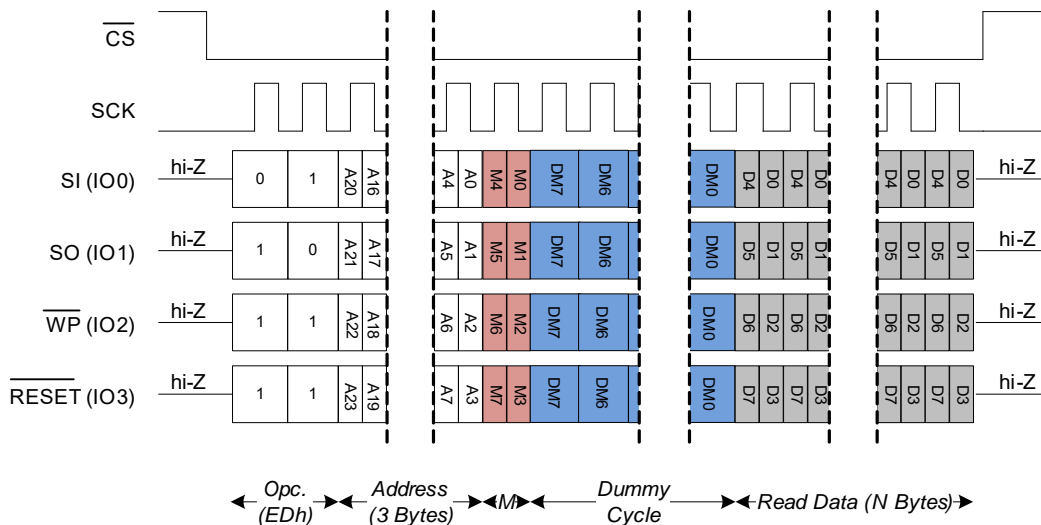 CS
SCK
SI (IO0) hi-Z 0 1 A20 A16 A4 A0 M4 M0 DM7 DM6 DM0 D4 D0 D4 D0 D4 D0 D4 D0 hi-Z
SO (IO1) hi-Z 1 0 A21 A17 A5 A1 M5 M1 DM7 DM6 DM0 D5 D1 D5 D1 D5 D1 D5 D1 hi-Z
WP (IO2) hi-Z 1 1 A22 A18 A6 A2 M6 M2 DM7 DM6 DM0 D6 D2 D6 D2 D6 D2 D6 D2 hi-Z
RESET (IO3) hi-Z 1 1 A23 A19 A7 A3 M7 M3 DM7 DM6 DM0 D7 D3 D7 D3 D7 D3 D7 D3 hi-Z
Opc. Address M Dummy Read Data (N Bytes)
(EDh) (3 Bytes) Cycle